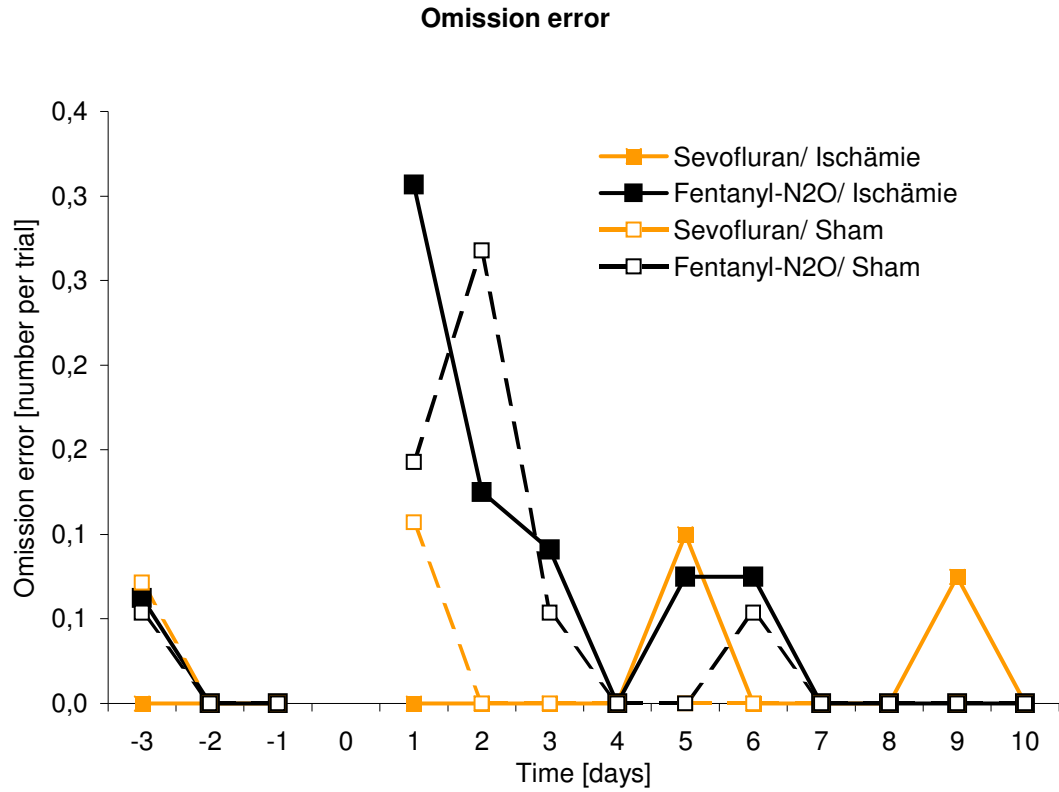 Omission error
0,4
0,3
0,3
0,2
0,2
0,1
0,1
0,0
Omission error [number per trial]
Sevofluran/ Ischämie
Fentanyl-N2O/ Ischämie
Sevofluran/ Sham
Fentanyl-N2O/ Sham
-3 -2 -1 0 1 2 3 4 5 6 7 8 9 10
Time [days]